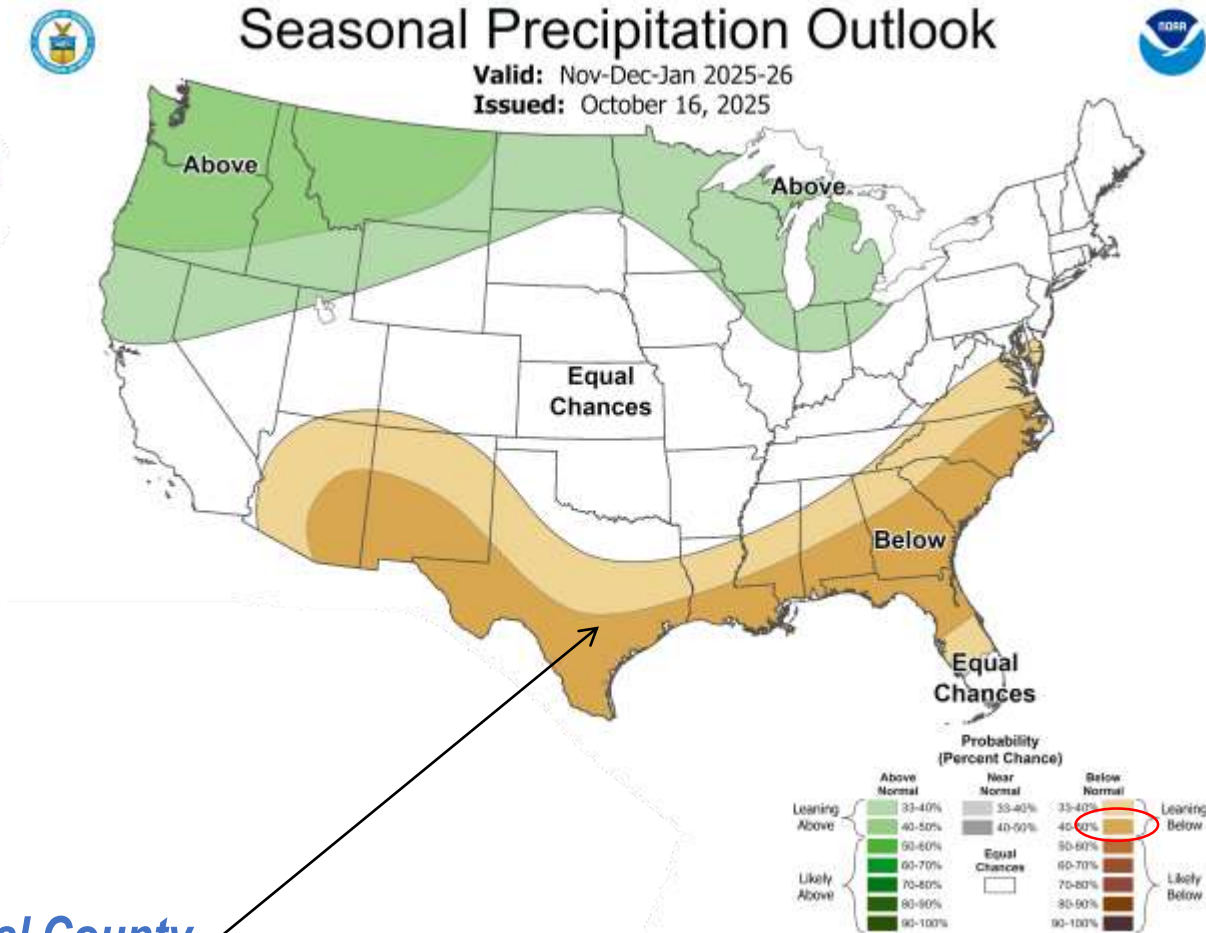 Seasonal Precipitation Outlook
NOAA
Valid: Nov-Dec-Jan 2025-26
Issued: October 16, 2025
Above
Above
Equal
Chances
Below
Equal
Chances
Probability
(Percent Chance)
Above
Normal
Near
Normal
Below
Normal
Leaning
Above
33-40%
40-50%
33-40%
40-50%
33-40%
40-50%
Leaning
Below
Likely
Above
50-60%
60-70%
70-80%
80-90%
90-100%
Equal
Chances
50-60%
60-70%
70-80%
80-90%
90-100%
Likely
Below
County